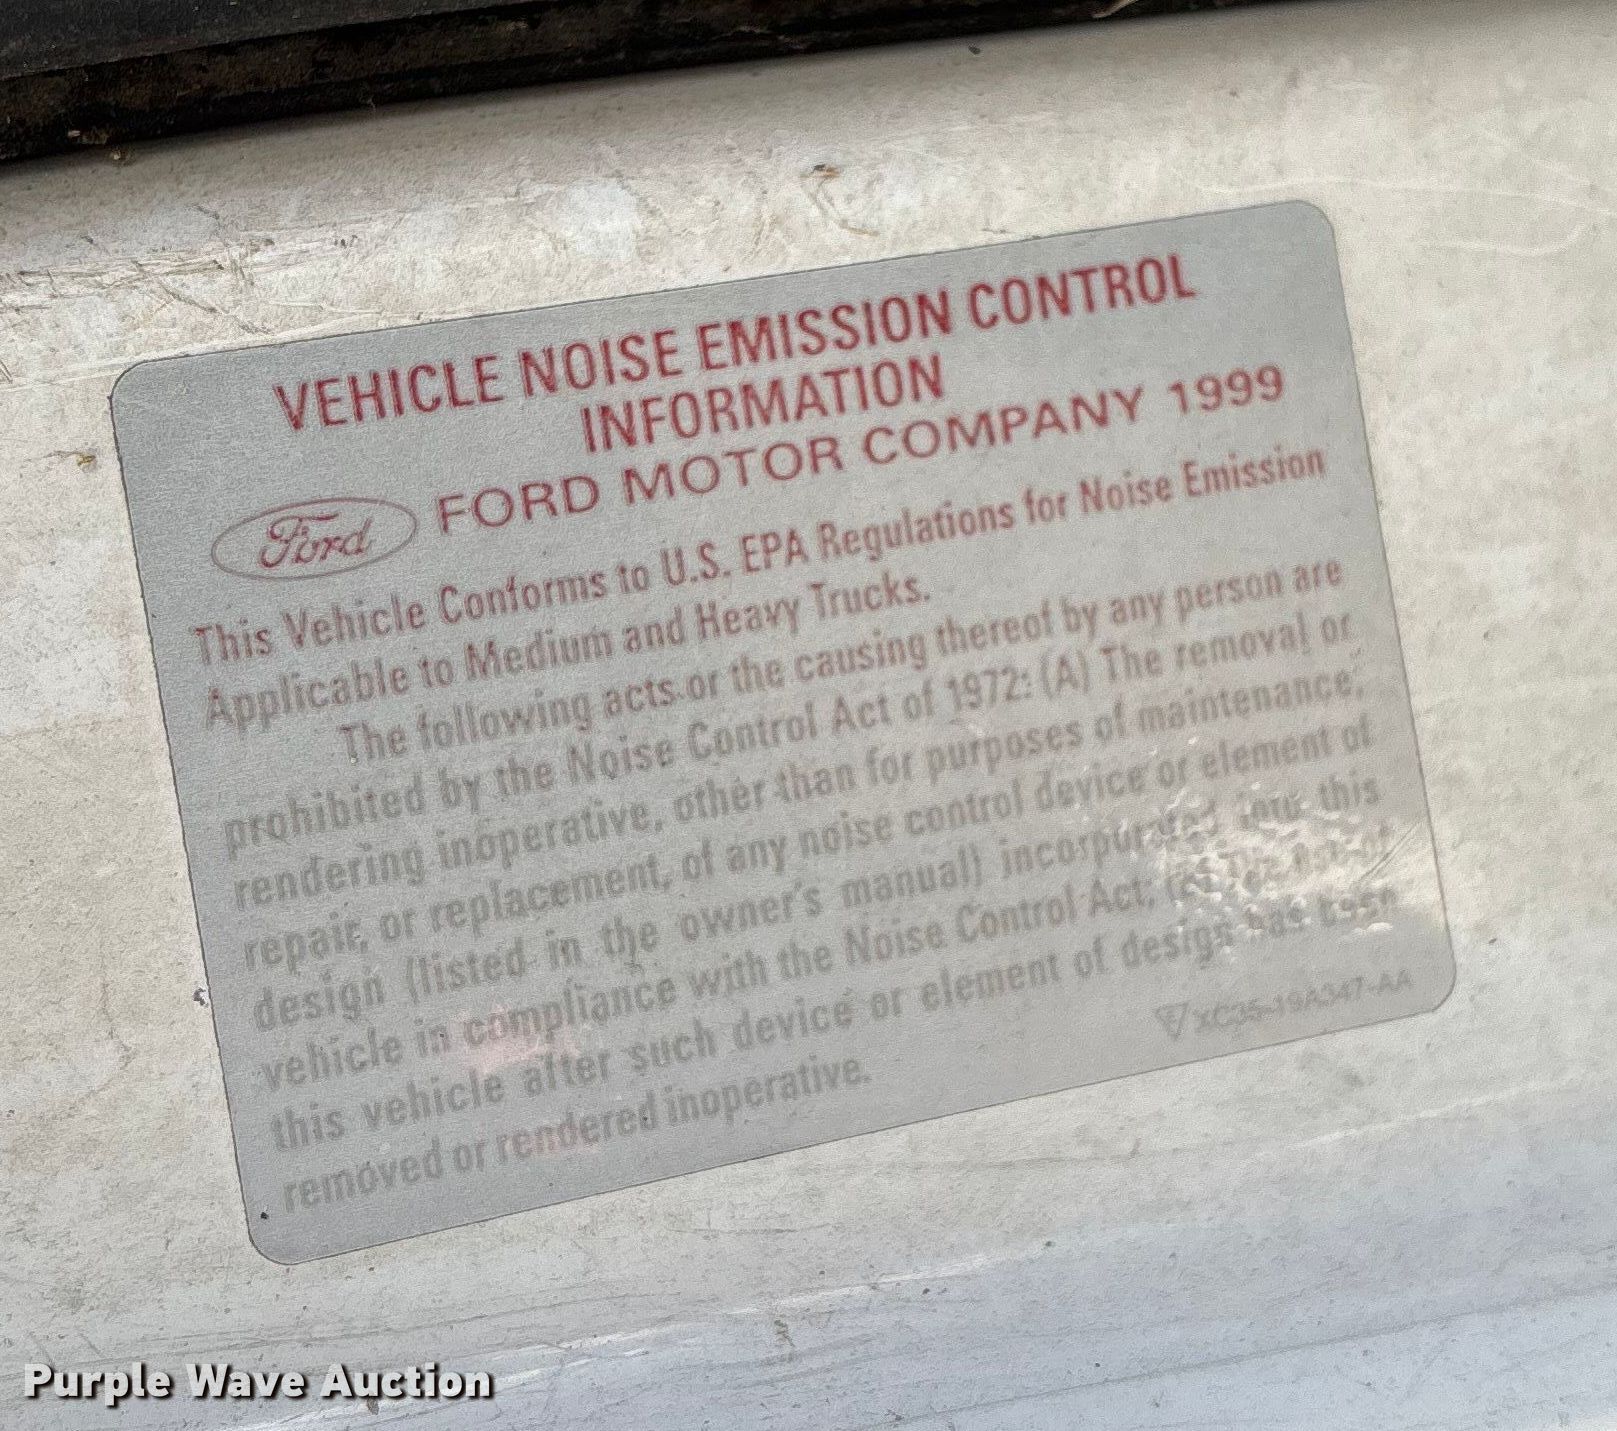 VEHICLE NOISE EMISSION CONTROL
INFORMATION
Ford FORD MOTOR COMPANY 1999
This Vehicle Conforms to U.S. EPA Regulations for Noise Emission
Applicable to Medium and Heavy Trucks.
The following acts or the causing thereof by any person are
prohibited by the Noise Control Act of 1972: (A) The removal or
rendering inoperative, other than for purposes of maintenance,
repair, or replacement, of any noise control device or element of
design (listed in the owner's manual) incorporated into this
vehicle in compliance with the Noise Control Act; The use of
this vehicle after such device or element of design has been
removed or rendered inoperative.
Purple Wave Auction